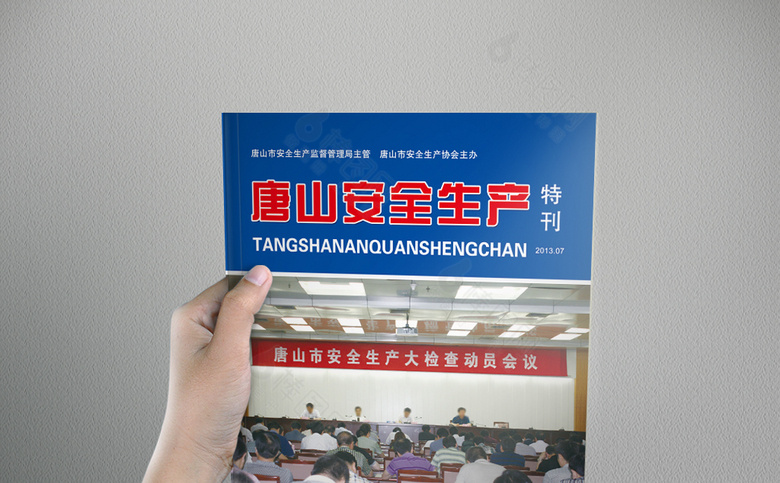 唐山市安全生产监督管理局主管 唐山市安全生产协会主办
唐山安全生产 特刊
TANGSHANANQUANSHENGCHAN 2013.07
唐山市安全生产大检查动员会议